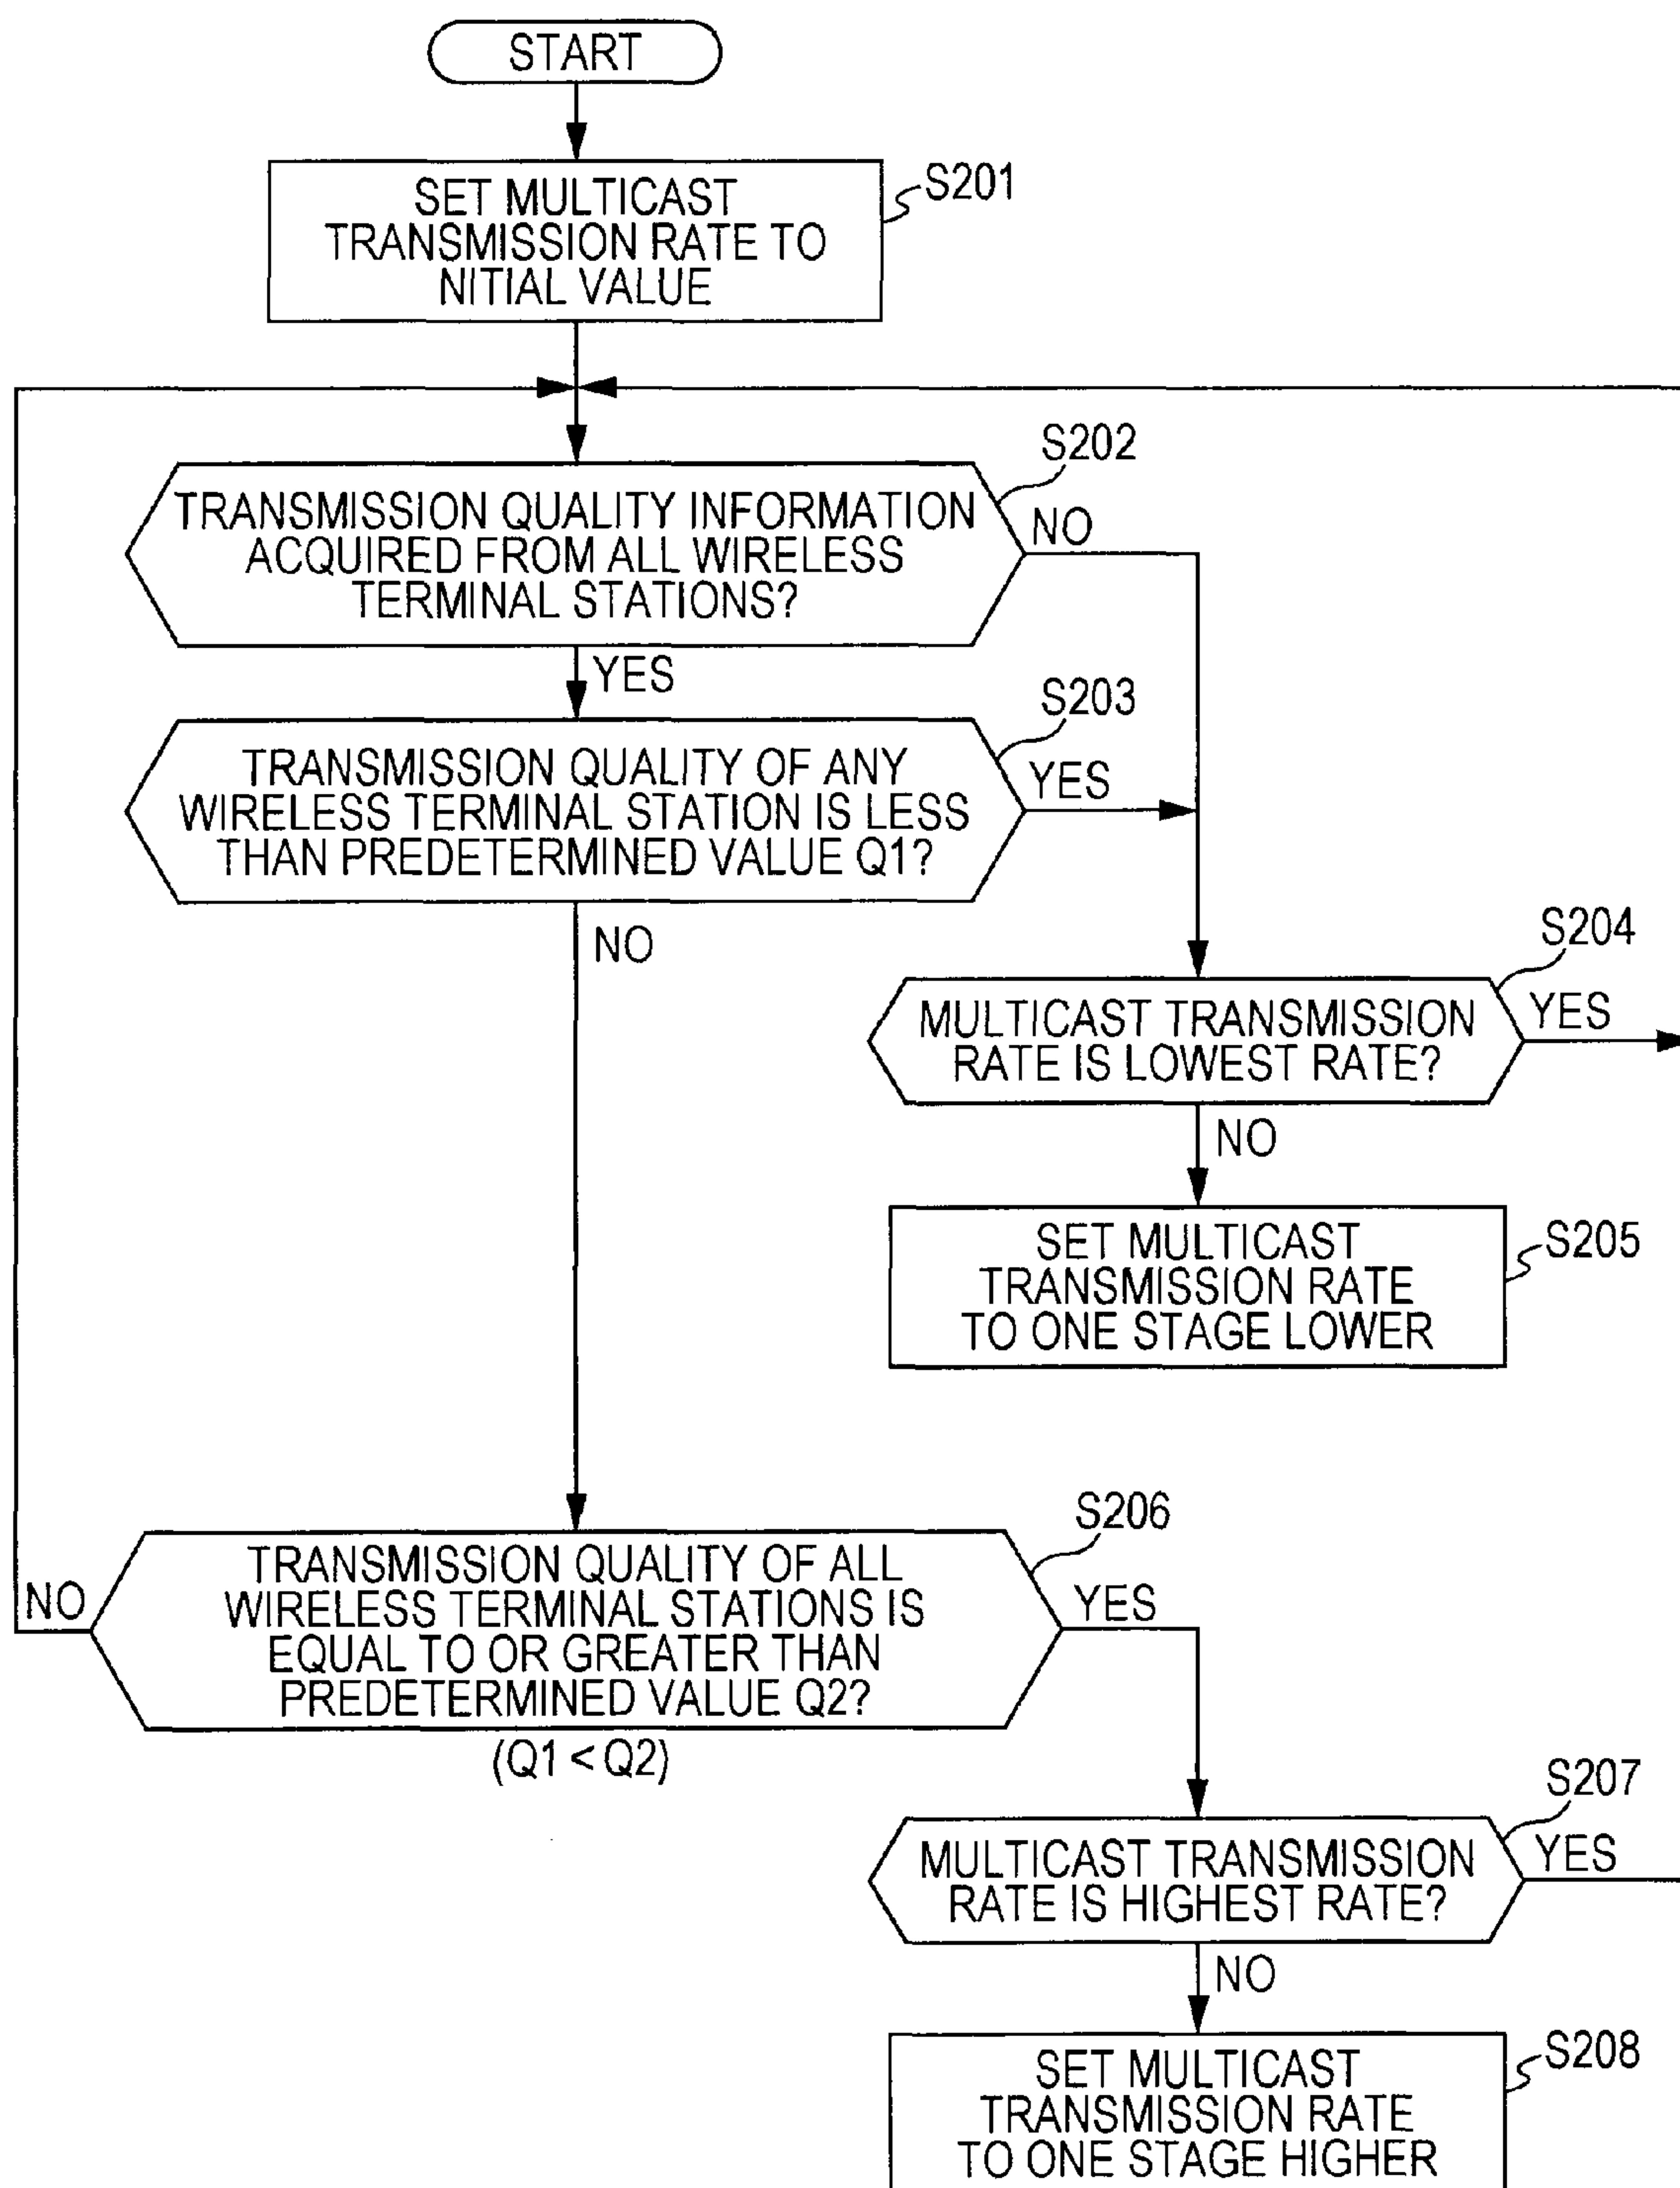 START
SET MULTICAST
TRANSMISSION RATE TO
NITIAL VALUE
S201
S202
TRANSMISSION QUALITY INFORMATION
ACQUIRED FROM ALL WIRELESS
TERMINAL STATIONS?
NO
YES
S203
TRANSMISSION QUALITY OF ANY
WIRELESS TERMINAL STATION IS LESS
THAN PREDETERMINED VALUE Q1?
YES
NO
S204
MULTICAST TRANSMISSION
RATE IS LOWEST RATE?
YES
NO
SET MULTICAST
TRANSMISSION RATE
TO ONE STAGE LOWER
S205
S206
TRANSMISSION QUALITY OF ALL
WIRELESS TERMINAL STATIONS IS
EQUAL TO OR GREATER THAN
PREDETERMINED VALUE Q2?
NO
YES
(Q1 < Q2)
S207
MULTICAST TRANSMISSION
RATE IS HIGHEST RATE?
YES
NO
SET MULTICAST
TRANSMISSION RATE
TO ONE STAGE HIGHER
S208